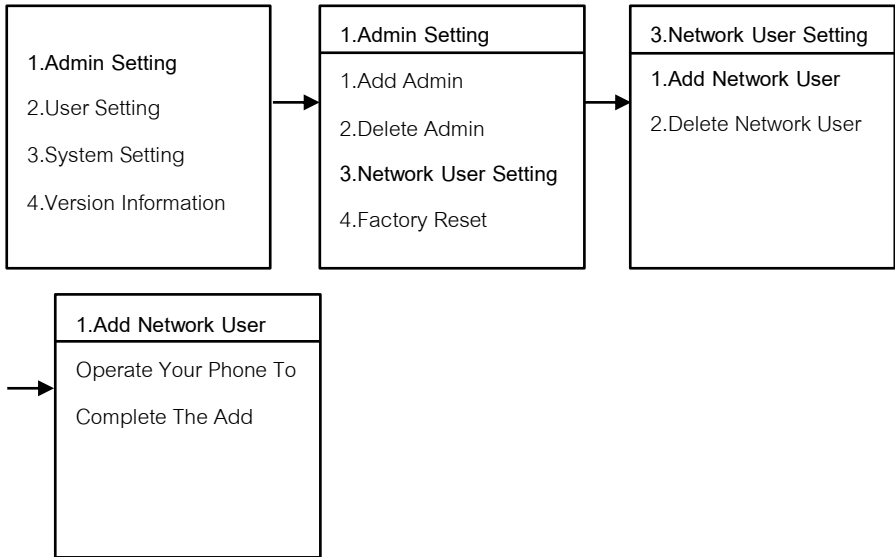 1.Admin Setting
2.User Setting
3.System Setting
4.Version Information
1.Admin Setting
1.Add Admin
2.Delete Admin
3.Network User Setting
4.Factory Reset
3.Network User Setting
1.Add Network User
2.Delete Network User
1.Add Network User
Operate Your Phone To
Complete The Add